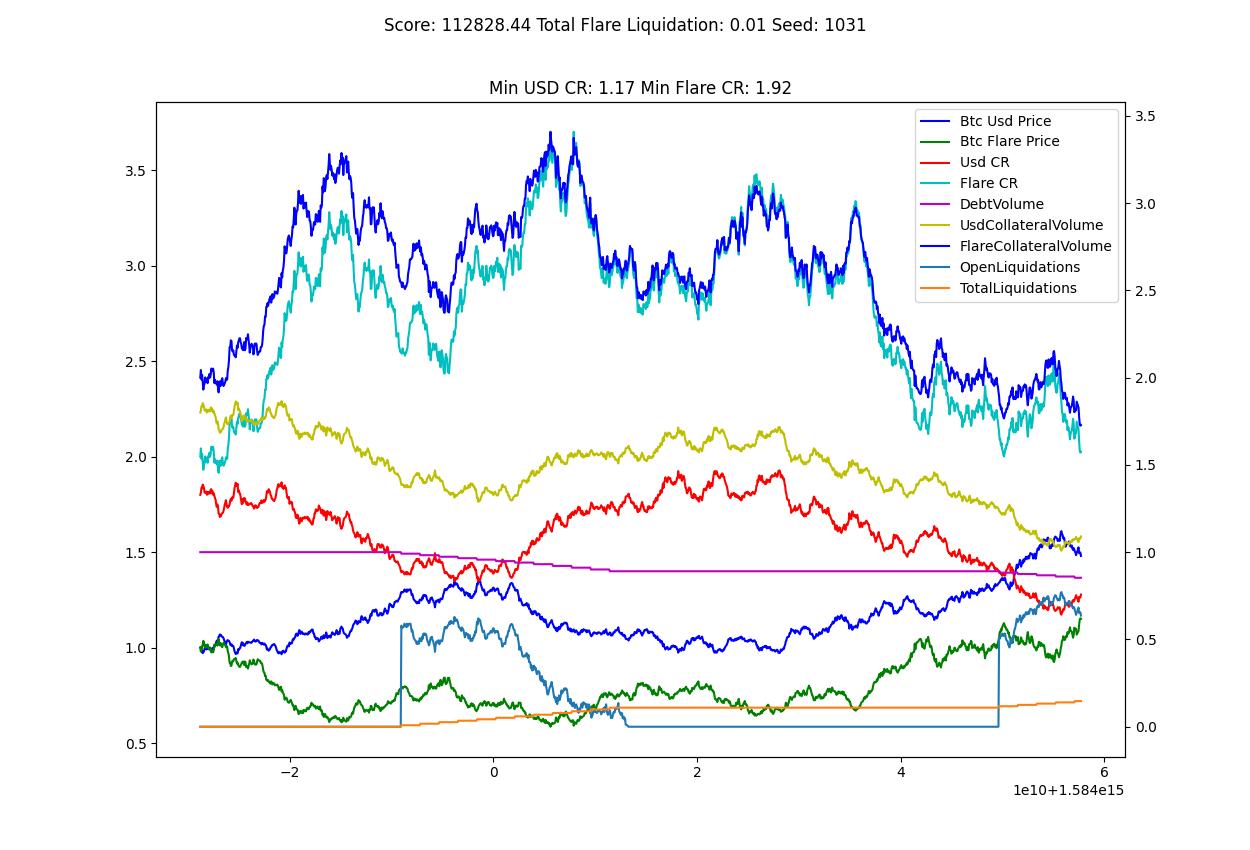 Score: 112828.44 Total Flare Liquidation: 0.01 Seed: 1031
Min USD CR: 1.17 Min Flare CR: 1.92
Btc Usd Price
Btc Flare Price
Usd CR
Flare CR
DebtVolume
UsdCollateralVolume
FlareCollateralVolume
OpenLiquidations
TotalLiquidations
3.5
3.0
2.5
2.0
1.5
1.0
0.5
3.5
3.0
2.5
2.0
1.5
1.0
0.5
0.0
−2 0 2 4 6
1e10+1.584e15